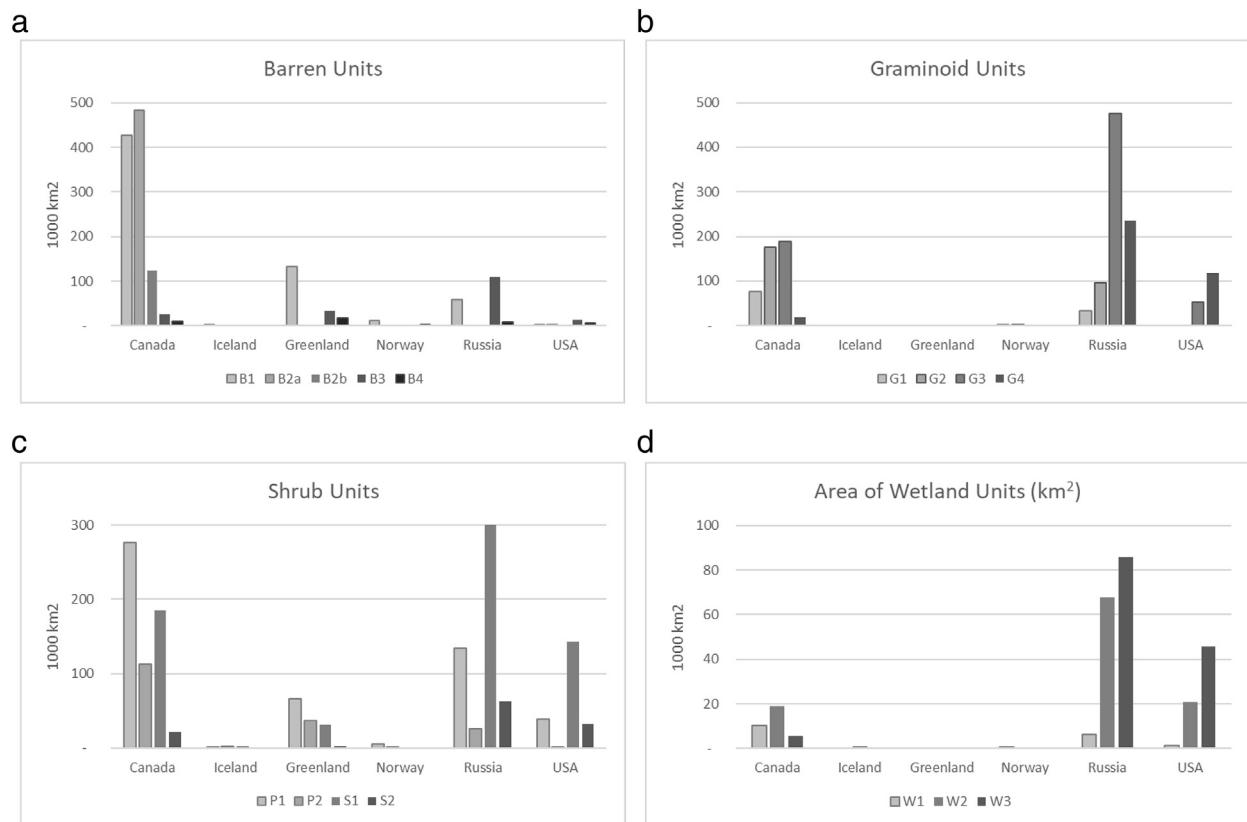 a
Barren Units
500
400
300
200
100
-
1000 km2
Canada Iceland Greenland Norway Russia USA
B1 B2a B2b B3 B4
b
Graminoid Units
500
400
300
200
100
-
1000 km2
Canada Iceland Greenland Norway Russia USA
G1 G2 G3 G4
c
Shrub Units
300
200
100
-
1000 km2
Canada Iceland Greenland Norway Russia USA
P1 P2 S1 S2
d
Area of Wetland Units (km²)
100
80
60
40
20
-
1000 km2
Canada Iceland Greenland Norway Russia USA
W1 W2 W3